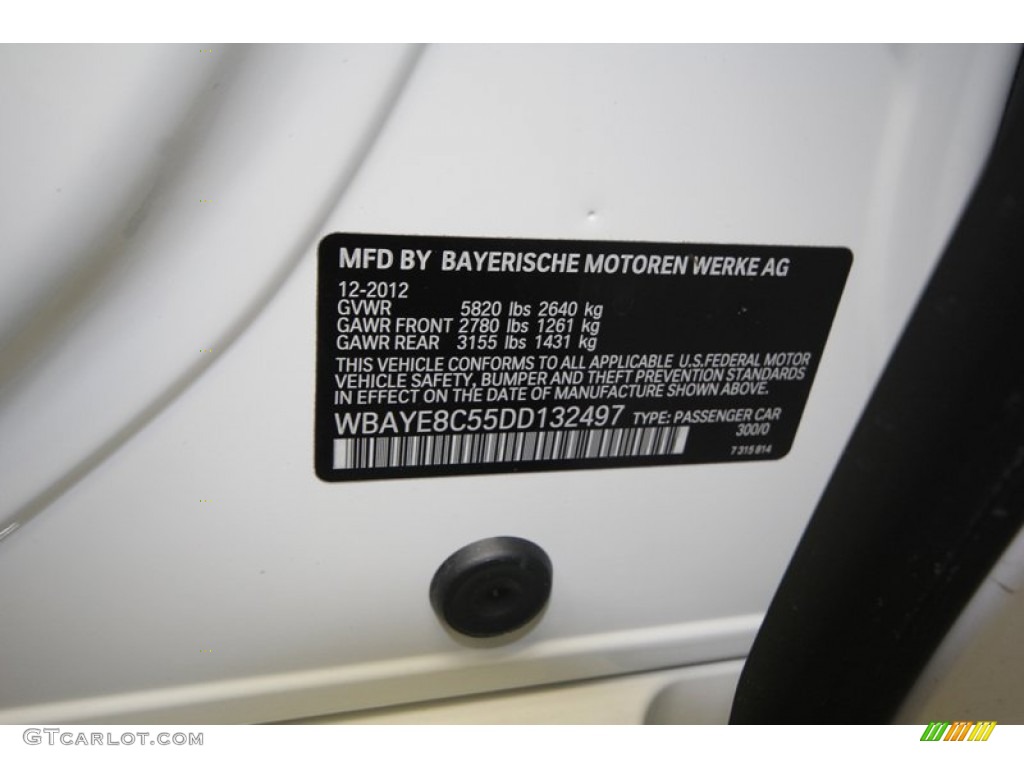 MFD BY BAYERISCHE MOTOREN WERKE AG
12-2012
GVWR 5820 lbs 2640 kg
GAWR FRONT 2780 lbs 1261 kg
GAWR REAR 3155 lbs 1431 kg
THIS VEHICLE CONFORMS TO ALL APPLICABLE U.S.FEDERAL MOTOR
VEHICLE SAFETY, BUMPER AND THEFT PREVENTION STANDARDS
IN EFFECT ON THE DATE OF MANUFACTURE SHOWN ABOVE.
WBAYE8C55DD132497 TYPE: PASSENGER CAR
300/0
7 315 814
GTCARLOT.COM